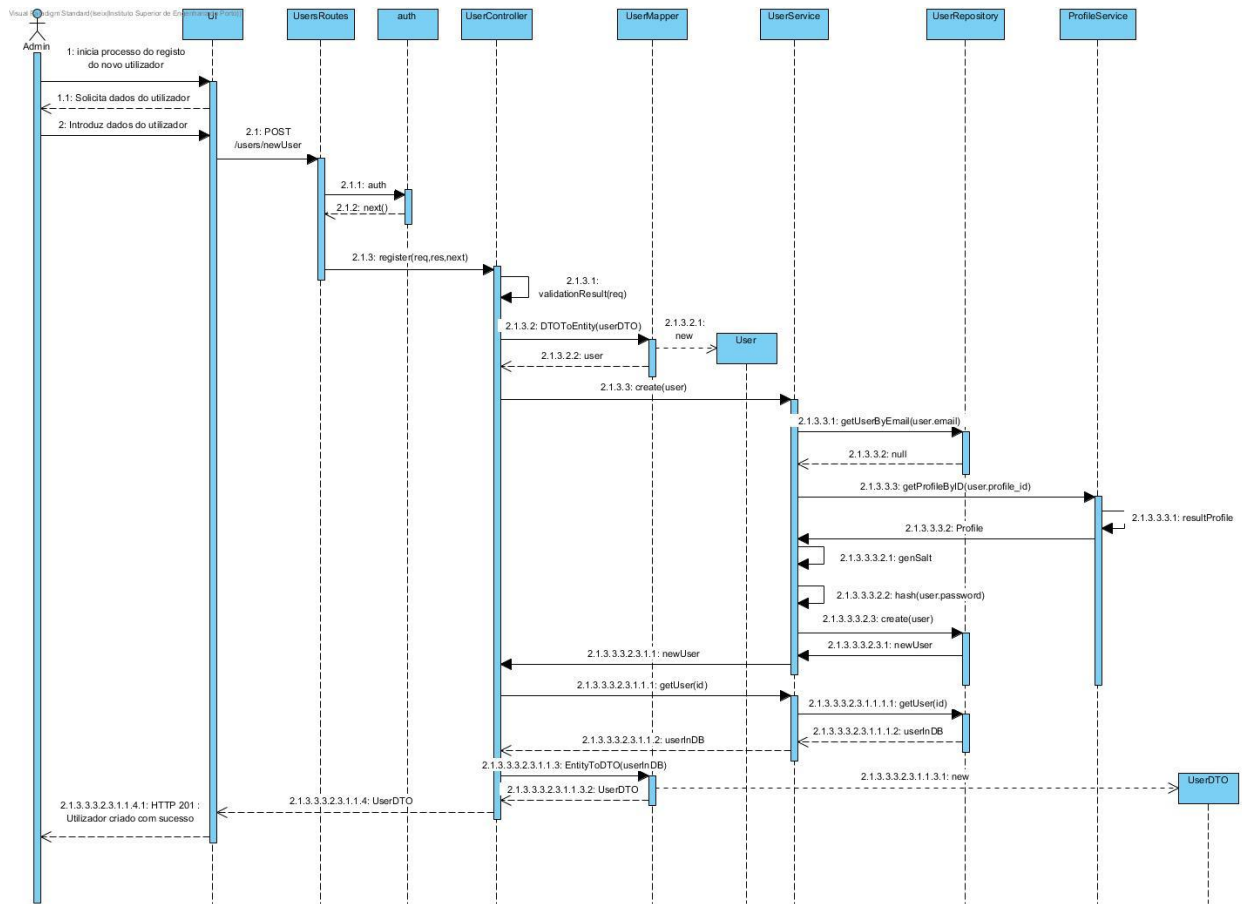 Visual Paradigm Standard(iseix(Instituto Superior de Engenharia do Porto))
UI
UsersRoutes
auth
UserController
UserMapper
UserService
UserRepository
ProfileService
Admin
1: inicia processo do registo
do novo utilizador
1.1: Solicita dados do utilizador
2: Introduz dados do utilizador
2.1: POST
/users/newUser
2.1.1: auth
2.1.2: next()
2.1.3: register(req,res,next)
2.1.3.1:
validationResult(req)
2.1.3.2: DTOToEntity(userDTO)
2.1.3.2.1:
new
User
2.1.3.2.2: user
2.1.3.3: create(user)
2.1.3.3.1: getUserByEmail(user.email)
2.1.3.3.2: null
2.1.3.3.3: getProfileByID(user.profile_id)
2.1.3.3.3.1: resultProfile
2.1.3.3.3.2: Profile
2.1.3.3.3.2.1: genSalt
2.1.3.3.3.2.2: hash(user.password)
2.1.3.3.3.2.3: create(user)
2.1.3.3.3.2.3.1: newUser
2.1.3.3.3.2.3.1.1: newUser
2.1.3.3.3.2.3.1.1.1: getUser(id)
2.1.3.3.3.2.3.1.1.1.1: getUser(id)
2.1.3.3.3.2.3.1.1.1.2: userInDB
2.1.3.3.3.2.3.1.1.2: userInDB
2.1.3.3.3.2.3.1.1.3: EntityToDTO(userInDB)
2.1.3.3.3.2.3.1.1.3.1: new
UserDTO
2.1.3.3.3.2.3.1.1.3.2: UserDTO
2.1.3.3.3.2.3.1.1.4: UserDTO
2.1.3.3.3.2.3.1.1.4.1: HTTP 201 :
Utilizador criado com sucesso